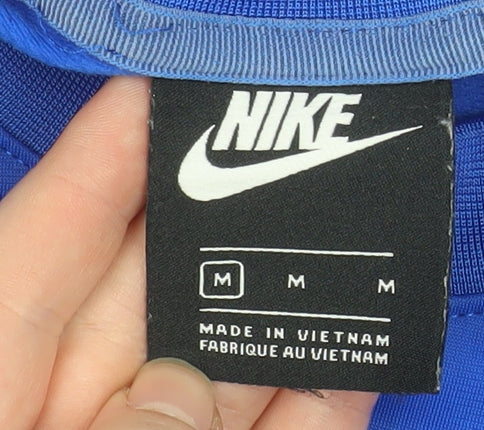 NIKE
M M M
MADE IN VIETNAM
FABRIQUE AU VIETNAM